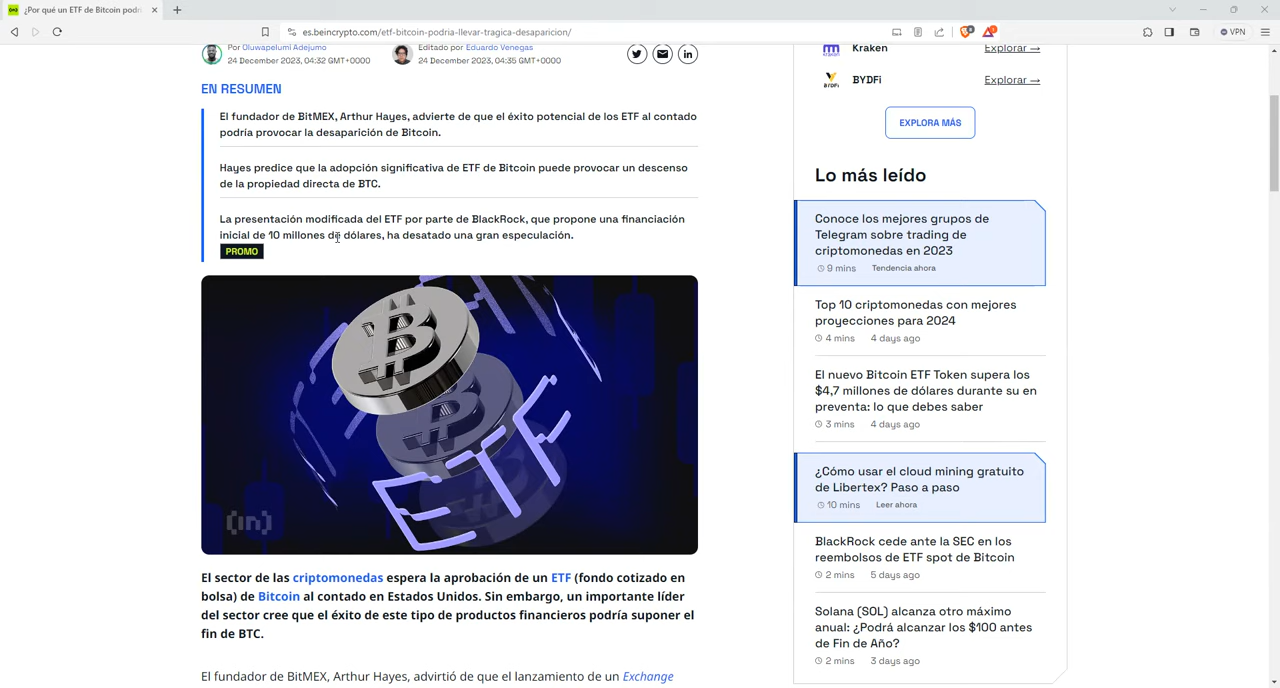 ¿Por qué un ETF de Bitcoin podrí
es.beincrypto.com/etf-bitcoin-podria-llevar-tragica-desaparicion/
VPN
Por Oluwapelumi Adejumo
24 December 2023, 04:32 GMT+0000
Editado por Eduardo Venegas
24 December 2023, 04:35 GMT+0000
EN RESUMEN
El fundador de BitMEX, Arthur Hayes, advierte de que el éxito potencial de los ETF al contado
podría provocar la desaparición de Bitcoin.
Hayes predice que la adopción significativa de ETF de Bitcoin puede provocar un descenso
de la propiedad directa de BTC.
La presentación modificada del ETF por parte de BlackRock, que propone una financiación
inicial de 10 millones de dólares, ha desatado una gran especulación.
PROMO
ETF
(in)
El sector de las criptomonedas espera la aprobación de un ETF (fondo cotizado en
bolsa) de Bitcoin al contado en Estados Unidos. Sin embargo, un importante líder
del sector cree que el éxito de este tipo de productos financieros podría suponer el
fin de BTC.
El fundador de BitMEX, Arthur Hayes, advirtió de que el lanzamiento de un Exchange
Kraken
Explorar →
BYDFi
Explorar →
EXPLORA MÁS
Lo más leído
Conoce los mejores grupos de
Telegram sobre trading de
criptomonedas en 2023
9 mins Tendencia ahora
Top 10 criptomonedas con mejores
proyecciones para 2024
4 mins 4 days ago
El nuevo Bitcoin ETF Token supera los
$4,7 millones de dólares durante su en
preventa: lo que debes saber
3 mins 4 days ago
¿Cómo usar el cloud mining gratuito
de Libertex? Paso a paso
10 mins Leer ahora
BlackRock cede ante la SEC en los
reembolsos de ETF spot de Bitcoin
2 mins 5 days ago
Solana (SOL) alcanza otro máximo
anual: ¿Podrá alcanzar los $100 antes
de Fin de Año?
2 mins 3 days ago